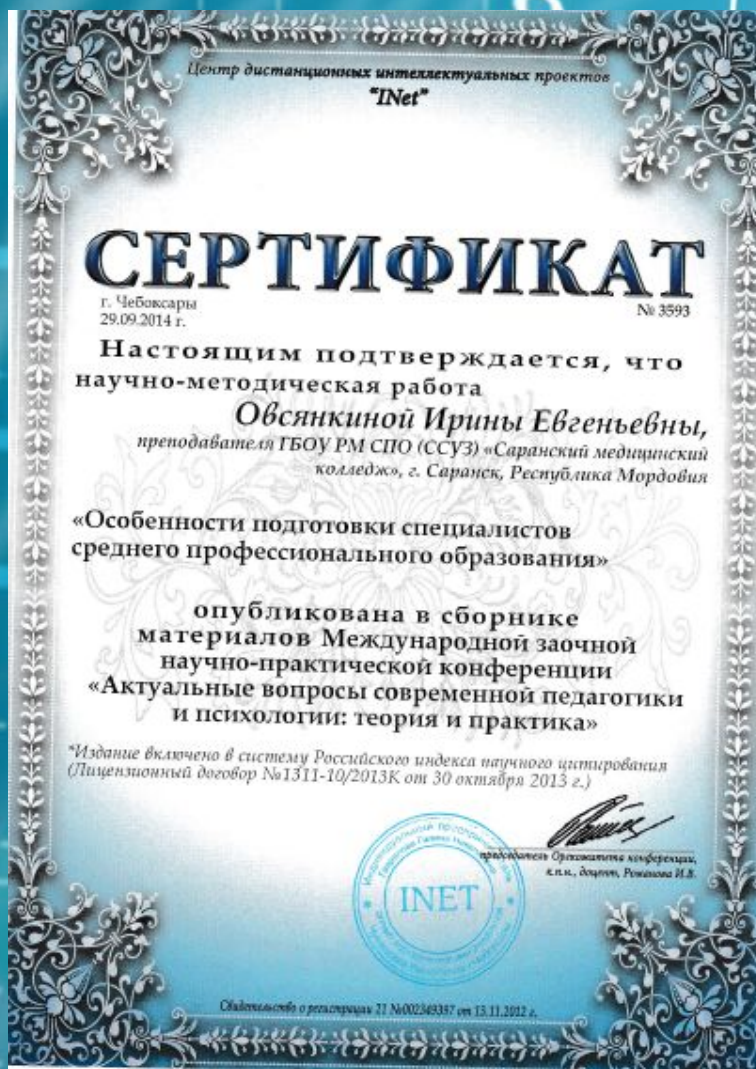 Центр дистанционных интеллектуальных проектов
"INet"
СЕРТИФИКАТ
г. Чебоксары
29.09.2014 г.
№ 3593
Настоящим подтверждается, что
научно-методическая работа
Овсянкиной Ирины Евгеньевны,
преподавателя ГБОУ РМ СПО (ССУЗ) «Саранский медицинский
колледж», г. Саранск, Республика Мордовия
«Особенности подготовки специалистов
среднего профессионального образования»
опубликована в сборнике
материалов Международной заочной
научно-практической конференции
«Актуальные вопросы современной педагогики
и психологии: теория и практика»
*Издание включено в систему Российского индекса научного цитирования
(Лицензионный договор №1311-10/2013К от 30 октября 2013 г.)
председатель Оргкомитета конференции,
к.п.н., доцент, Романова И.В.
Индивидуальный предприниматель
INET
Свидетельство о регистрации 21 №002349397 от 13.11.2012 г.